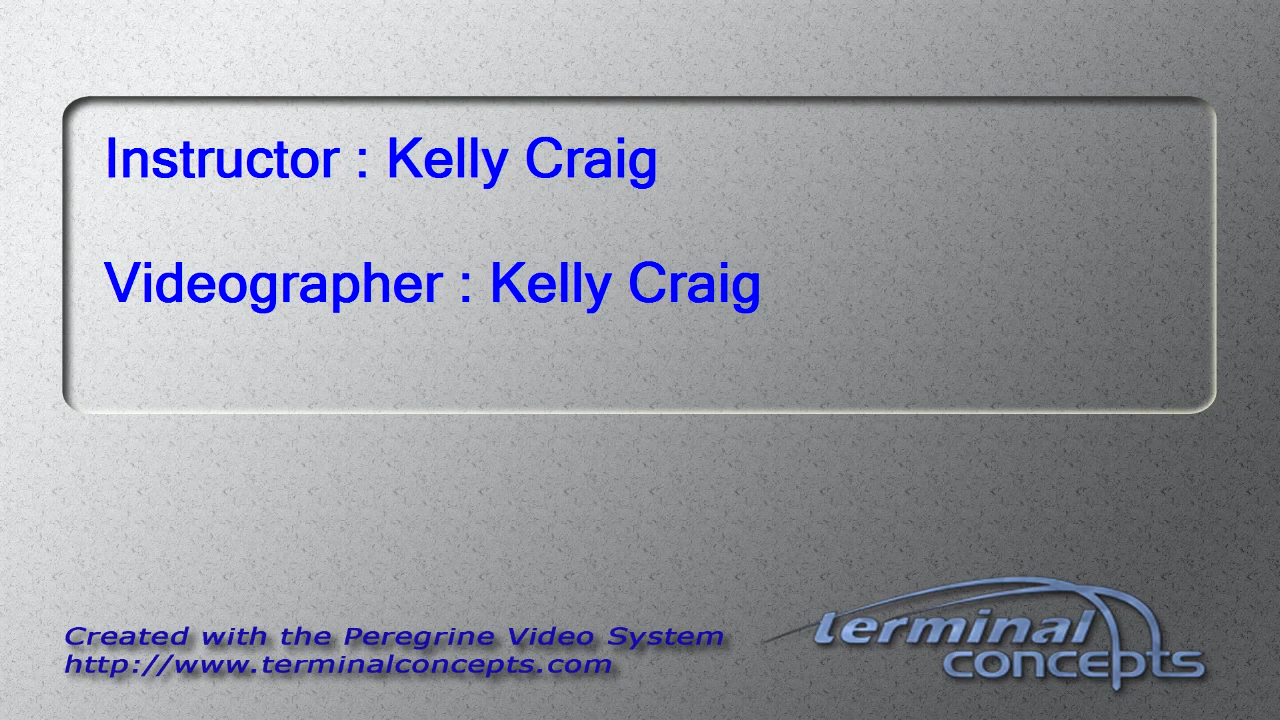 Instructor : Kelly Craig
Videographer : Kelly Craig
Created with the Peregrine Video System
http://www.terminalconcepts.com
terminal
concepts